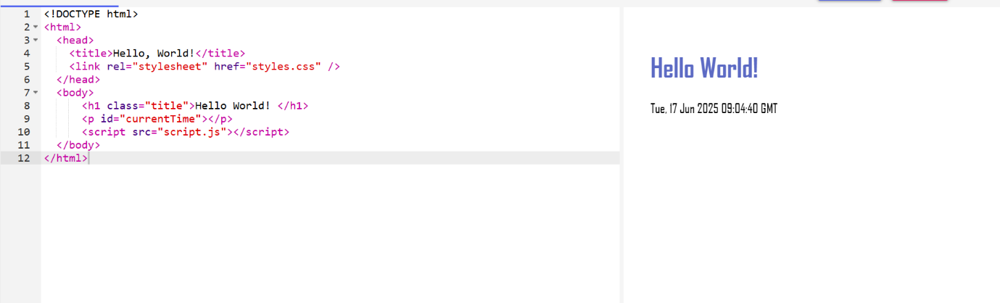 1 <!DOCTYPE html>
2 <html>
3 <head>
4 <title>Hello, World!</title>
5 <link rel="stylesheet" href="styles.css" />
6 </head>
7 <body>
8 <h1 class="title">Hello World! </h1>
9 <p id="currentTime"></p>
10 <script src="script.js"></script>
11 </body>
12 </html>
Hello World!
Tue, 17 Jun 2025 09:04:40 GMT